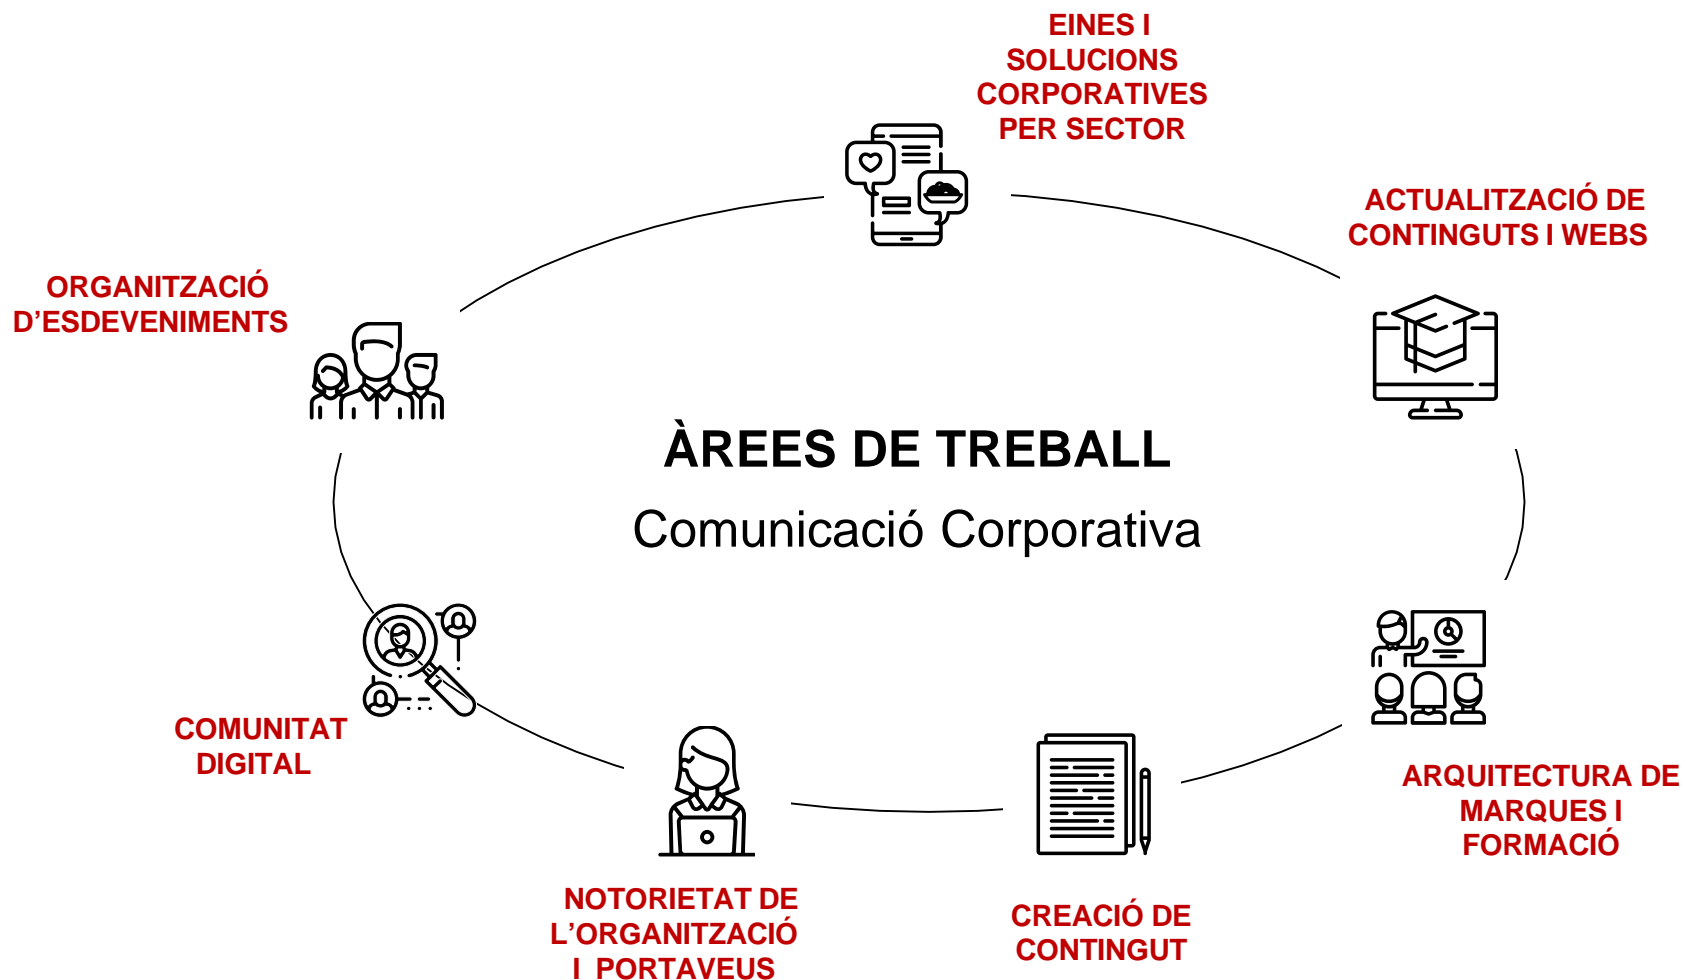 EINES I
SOLUCIONS
CORPORATIVES
PER SECTOR
ACTUALITZACIÓ DE
CONTINGUTS I WEBS
ORGANITZACIÓ
D’ESDEVENIMENTS
ÀREES DE TREBALL
Comunicació Corporativa
COMUNITAT
DIGITAL
ARQUITECTURA DE
MARQUES I
FORMACIÓ
NOTORIETAT DE
L’ORGANITZACIÓ
I PORTAVEUS
CREACIÓ DE
CONTINGUT